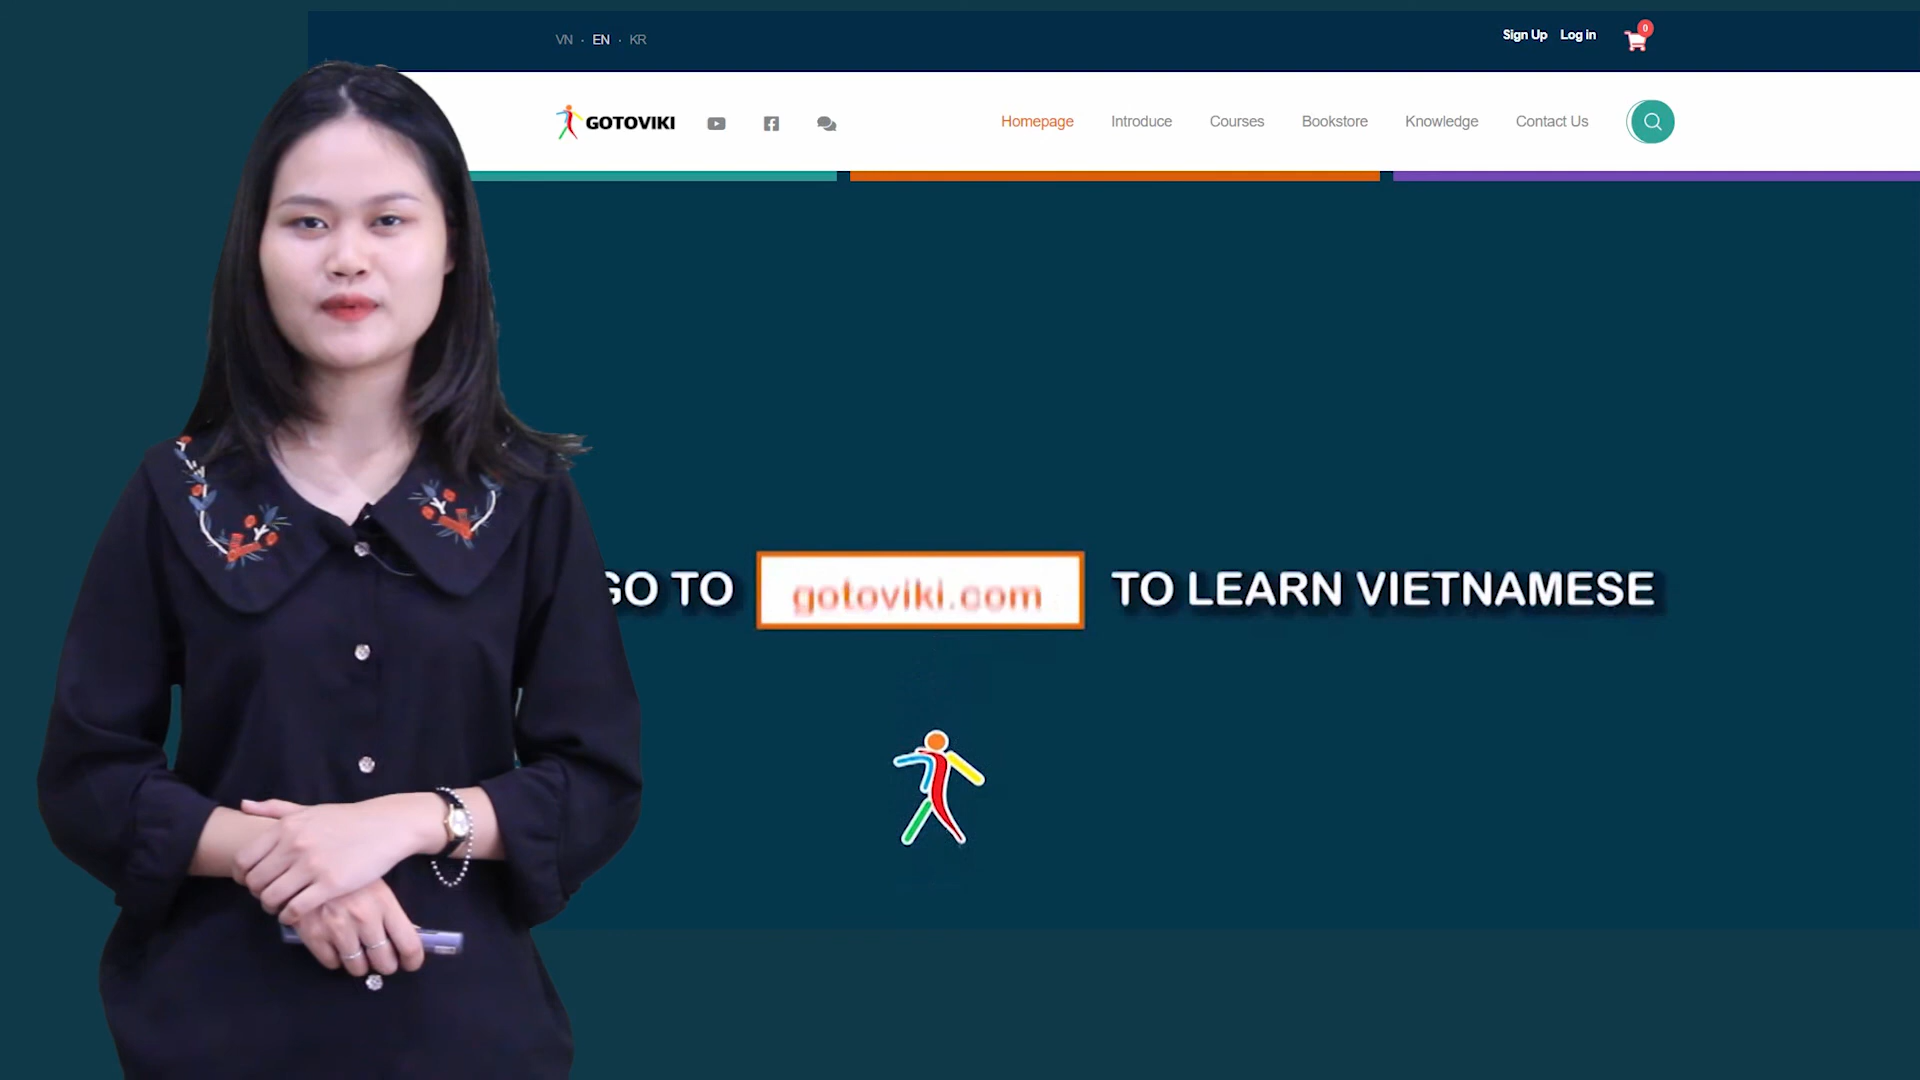 VN · EN · KR
Sign Up Log in
0
GOTOVIKI
Homepage Introduce Courses Bookstore Knowledge Contact Us
GO TO gotoviki.com TO LEARN VIETNAMESE